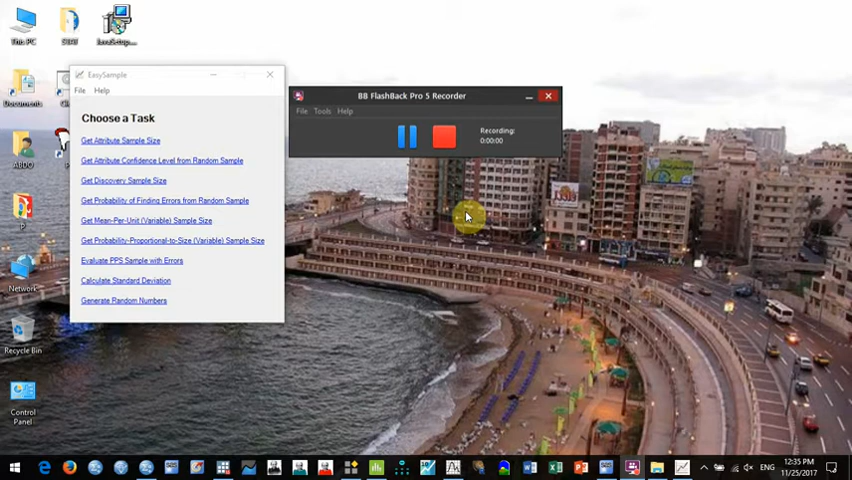 This PC
STAT
JavaSetup...
Documents
ABDO
P
Network
Recycle Bin
Control
Panel
EasySample
File Help
Choose a Task
Get Attribute Sample Size
Get Attribute Confidence Level from Random Sample
Get Discovery Sample Size
Get Probability of Finding Errors from Random Sample
Get Mean-Per-Unit (Variable) Sample Size
Get Probability-Proportional-to-Size (Variable) Sample Size
Evaluate PPS Sample with Errors
Calculate Standard Deviation
Generate Random Numbers
BB FlashBack Pro 5 Recorder
File Tools Help
Recording:
0:00:00
ENG
12:35 PM
11/25/2017